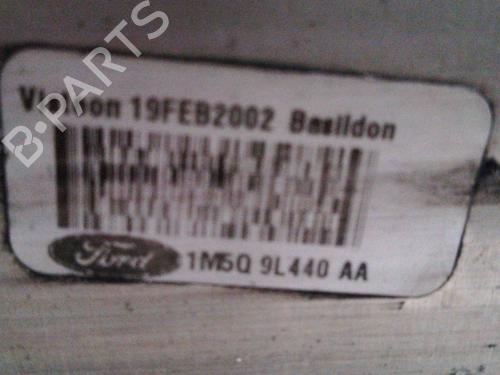 B-PARTS
19FEB2002 Basildon
Ford
1M5Q 9L440 AA